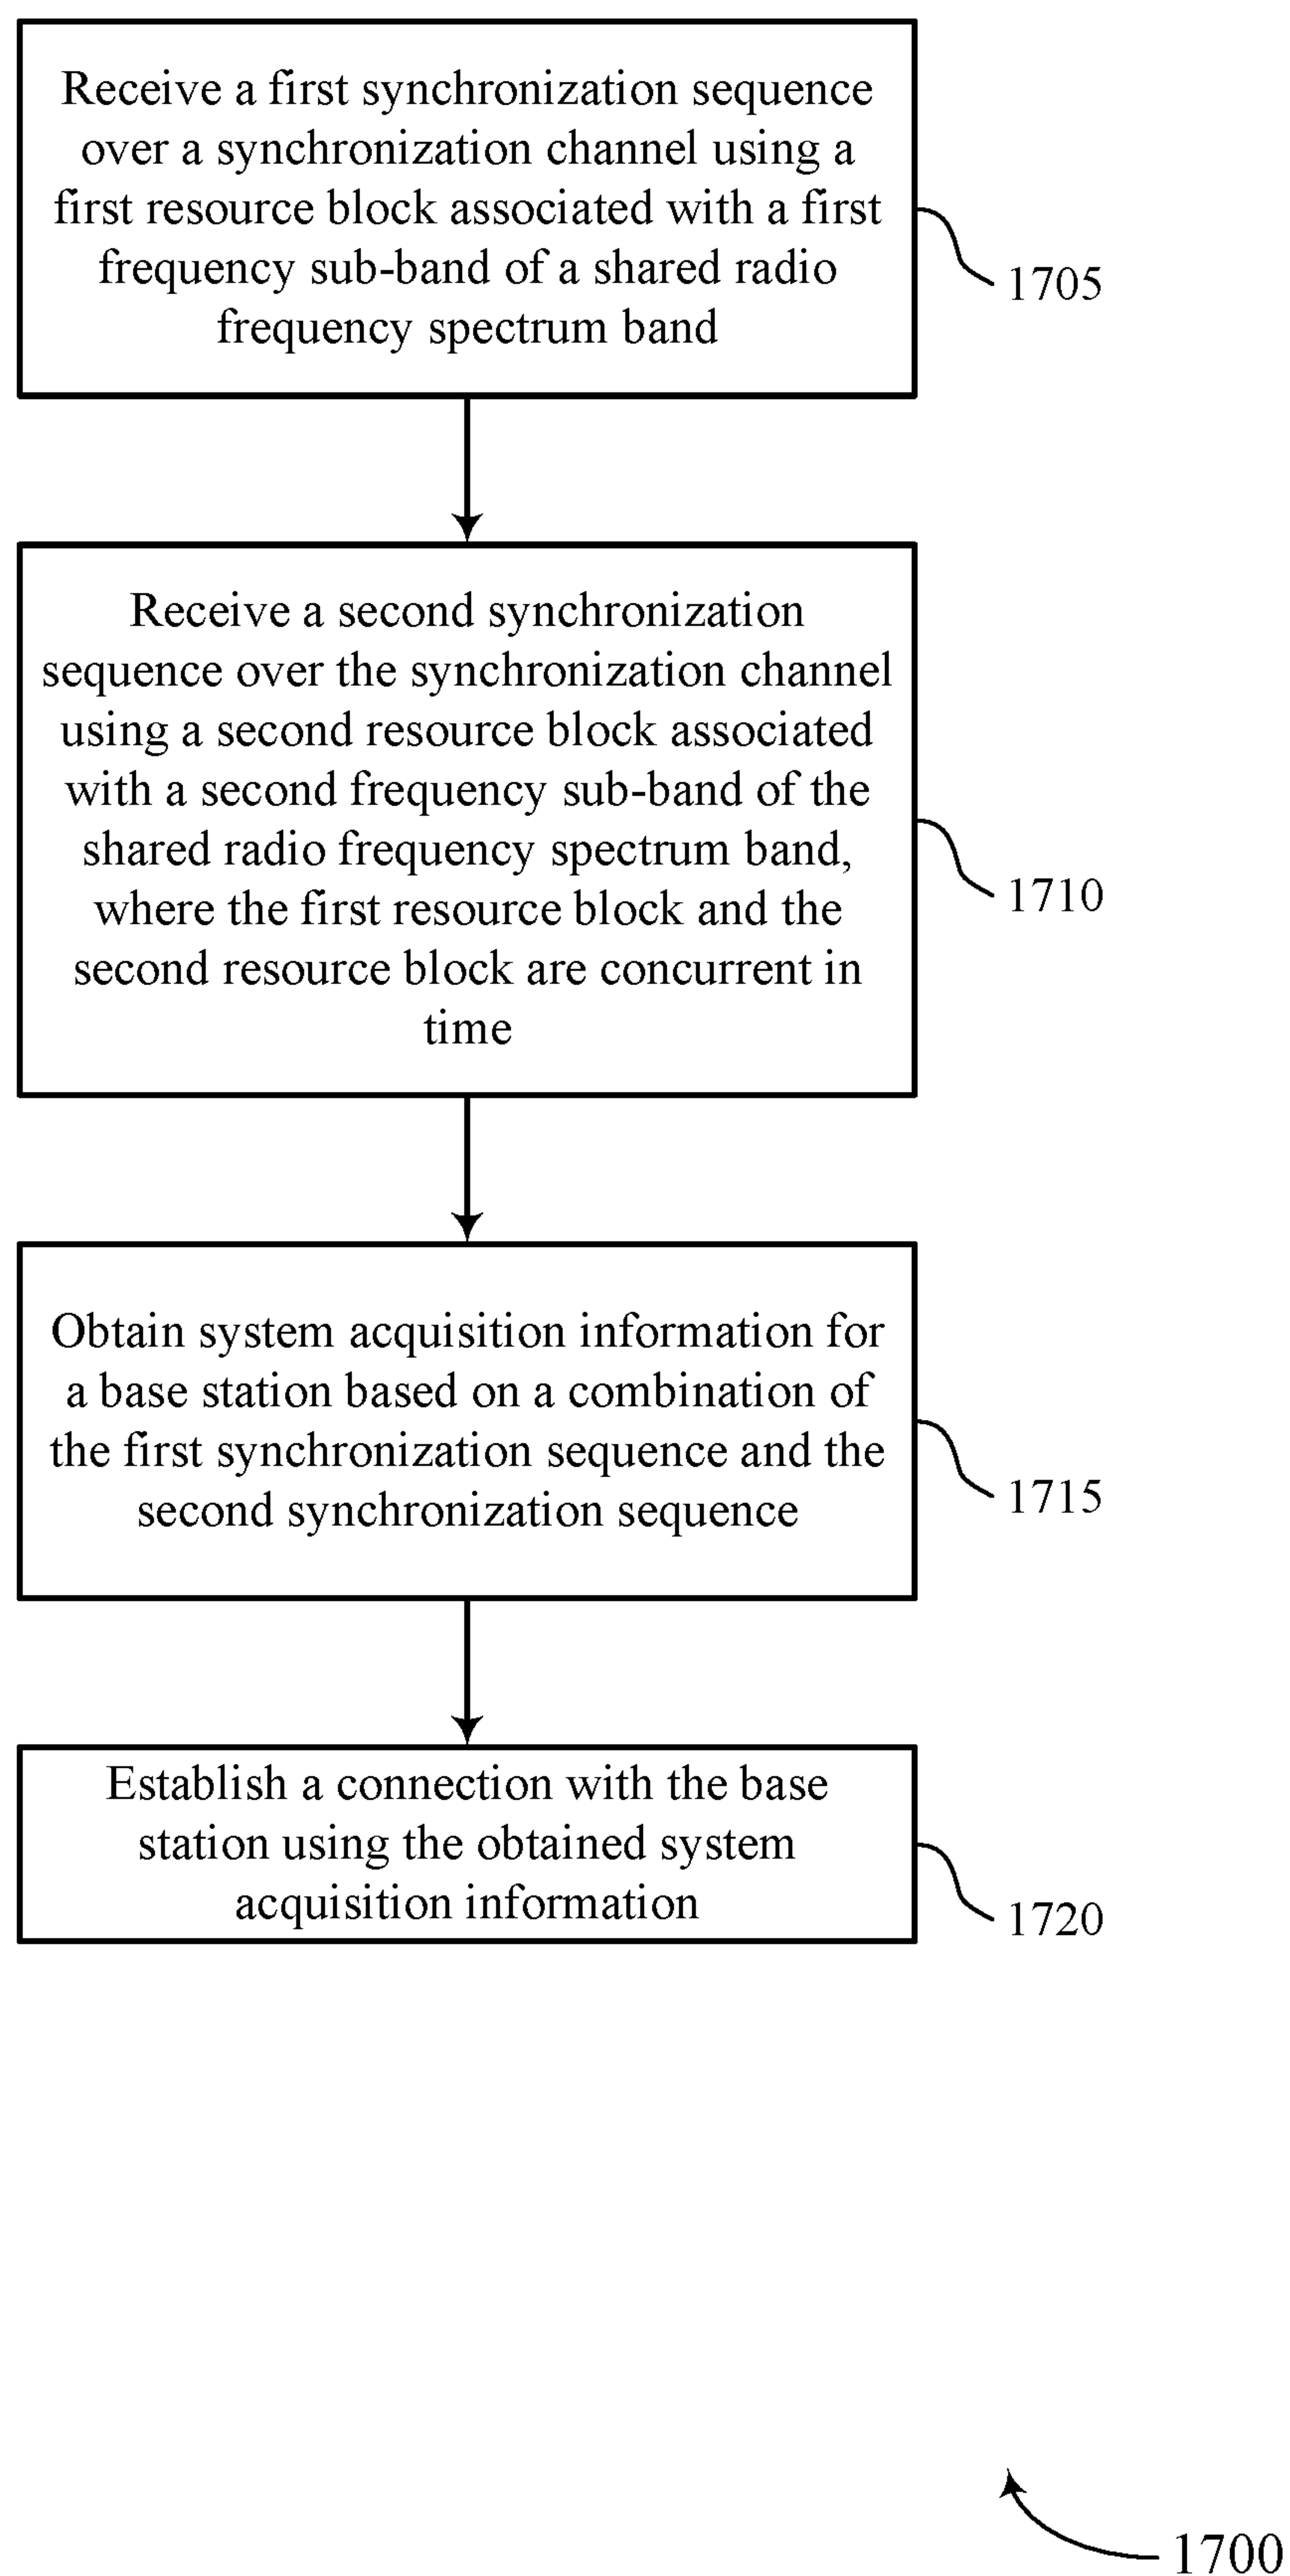 Receive a first synchronization sequence
over a synchronization channel using a
first resource block associated with a first
frequency sub-band of a shared radio
frequency spectrum band
1705
Receive a second synchronization
sequence over the synchronization channel
using a second resource block associated
with a second frequency sub-band of the
shared radio frequency spectrum band,
where the first resource block and the
second resource block are concurrent in
time
1710
Obtain system acquisition information for
a base station based on a combination of
the first synchronization sequence and the
second synchronization sequence
1715
Establish a connection with the base
station using the obtained system
acquisition information
1720
1700